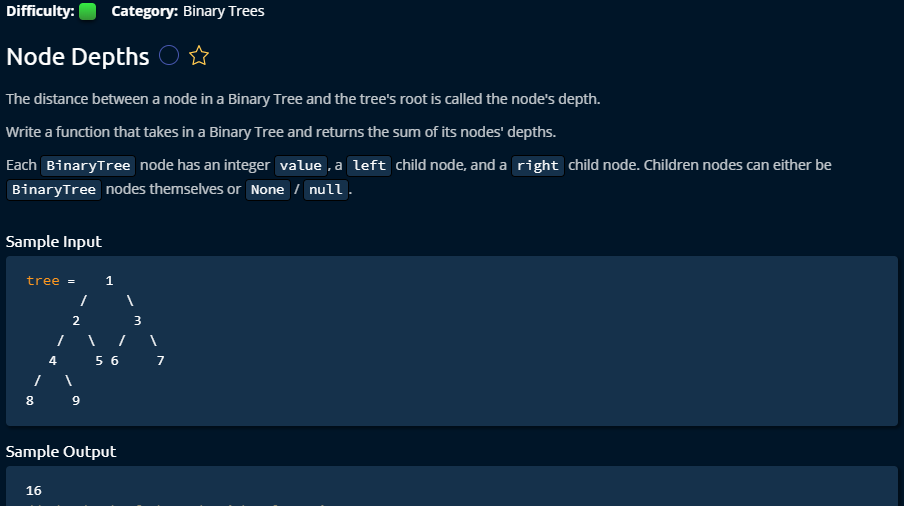 Difficulty: Category: Binary Trees
Node Depths
The distance between a node in a Binary Tree and the tree's root is called the node's depth.
Write a function that takes in a Binary Tree and returns the sum of its nodes' depths.
Each BinaryTree node has an integer value, a left child node, and a right child node. Children nodes can either be
BinaryTree nodes themselves or None / null.
Sample Input
tree =    1
       /     \
      2       3
    /   \   /   \
   4     5 6     7
 /   \
8     9
Sample Output
16